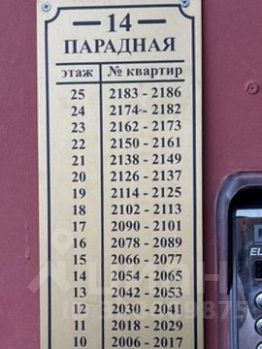 14
ПАРАДНАЯ
этаж № квартир
25 2183 - 2186
24 2174 - 2182
23 2162 - 2173
22 2150 - 2161
21 2138 - 2149
20 2126 - 2137
19 2114 - 2125
18 2102 - 2113
17 2090 - 2101
16 2078 - 2089
15 2066 - 2077
14 2054 - 2065
13 2042 - 2053
12 2030 - 2041
11 2018 - 2029
10 2006 - 2017
EL